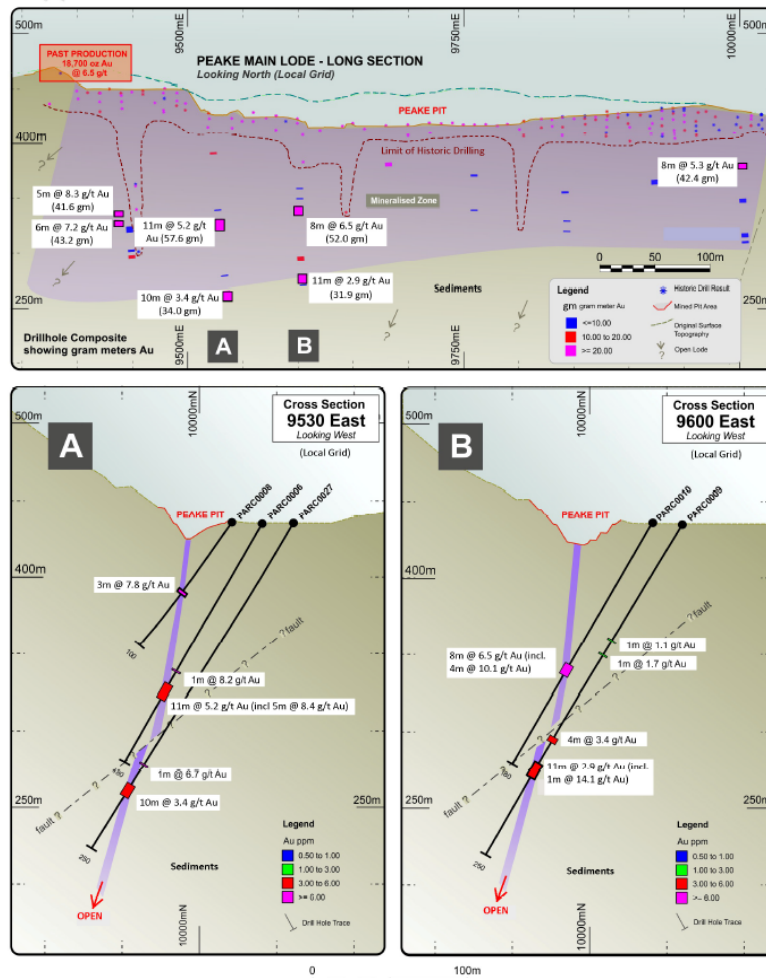 500m
9500mE
9750mE
10000mE
500m
PAST PRODUCTION
18,700 oz Au
@ 6.5 g/t
PEAKE MAIN LODE - LONG SECTION
Looking North (Local Grid)
PEAKE PIT
400m
400m
Limit of Historic Drilling
8m @ 5.3 g/t Au
(42.4 gm)
?
5m @ 8.3 g/t Au
(41.6 gm)
6m @ 7.2 g/t Au
(43.2 gm)
11m @ 5.2 g/t
Au (57.6 gm)
8m @ 6.5 g/t Au
(52.0 gm)
Mineralised Zone
?
11m @ 2.9 g/t Au
(31.9 gm)
10m @ 3.4 g/t Au
(34.0 gm)
Sediments
0 50 100m
Legend
gm gram meter Au
<=10.00
10.00 to 20.00
>= 20.00
Historic Drill Result
Mined Pit Area
Original Surface
Topography
? Open Lode
250m
250m
?
?
Drillhole Composite
showing gram meters Au
9500mE
A
B
9750mE
10000mE
500m
A
10000mN
Cross Section
9530 East
Looking West
(Local Grid)
PEAKE PIT
PARC0008
PARC0006
PARC0027
400m
400m
3m @ 7.8 g/t Au
100
? fault
?
1m @ 8.2 g/t Au
11m @ 5.2 g/t Au (incl 5m @ 8.4 g/t Au)
?
?
1m @ 6.7 g/t Au
10m @ 3.4 g/t Au
250m
fault ?
250
Sediments
OPEN
10000mN
Legend
Au ppm
0.50 to 1.00
1.00 to 3.00
3.00 to 6.00
>= 6.00
Drill Hole Trace
500m
B
10000mN
Cross Section
9600 East
Looking West
(Local Grid)
PEAKE PIT
PARC0010
PARC0009
400m
? fault
?
1m @ 1.1 g/t Au
1m @ 1.7 g/t Au
8m @ 6.5 g/t Au (incl.
4m @ 10.1 g/t Au)
?
?
4m @ 3.4 g/t Au
11m @ 2.9 g/t Au (incl.
1m @ 14.1 g/t Au)
250m
250m
fault ?
250
Sediments
OPEN
10000mN
Legend
Au ppm
0.50 to 1.00
1.00 to 3.00
3.00 to 6.00
>= 6.00
Drill Hole Trace
0
100m